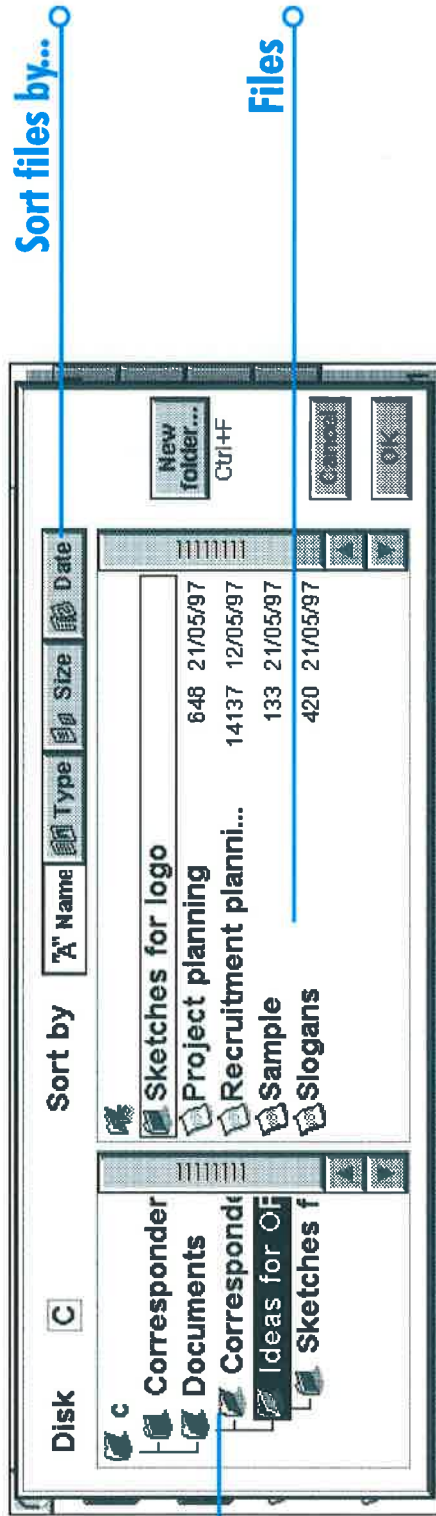 Sort files by...
Files
Disk C
Sort by "A" Name Type Size Date
c
Corresponder
Documents
Corresponde
Ideas for Of
Sketches f
Sketches for logo
Project planning 648 21/05/97
Recruitment planni... 14137 12/05/97
Sample 133 21/05/97
Slogans 420 21/05/97
New
folder...
Ctrl+F
Cancel
OK